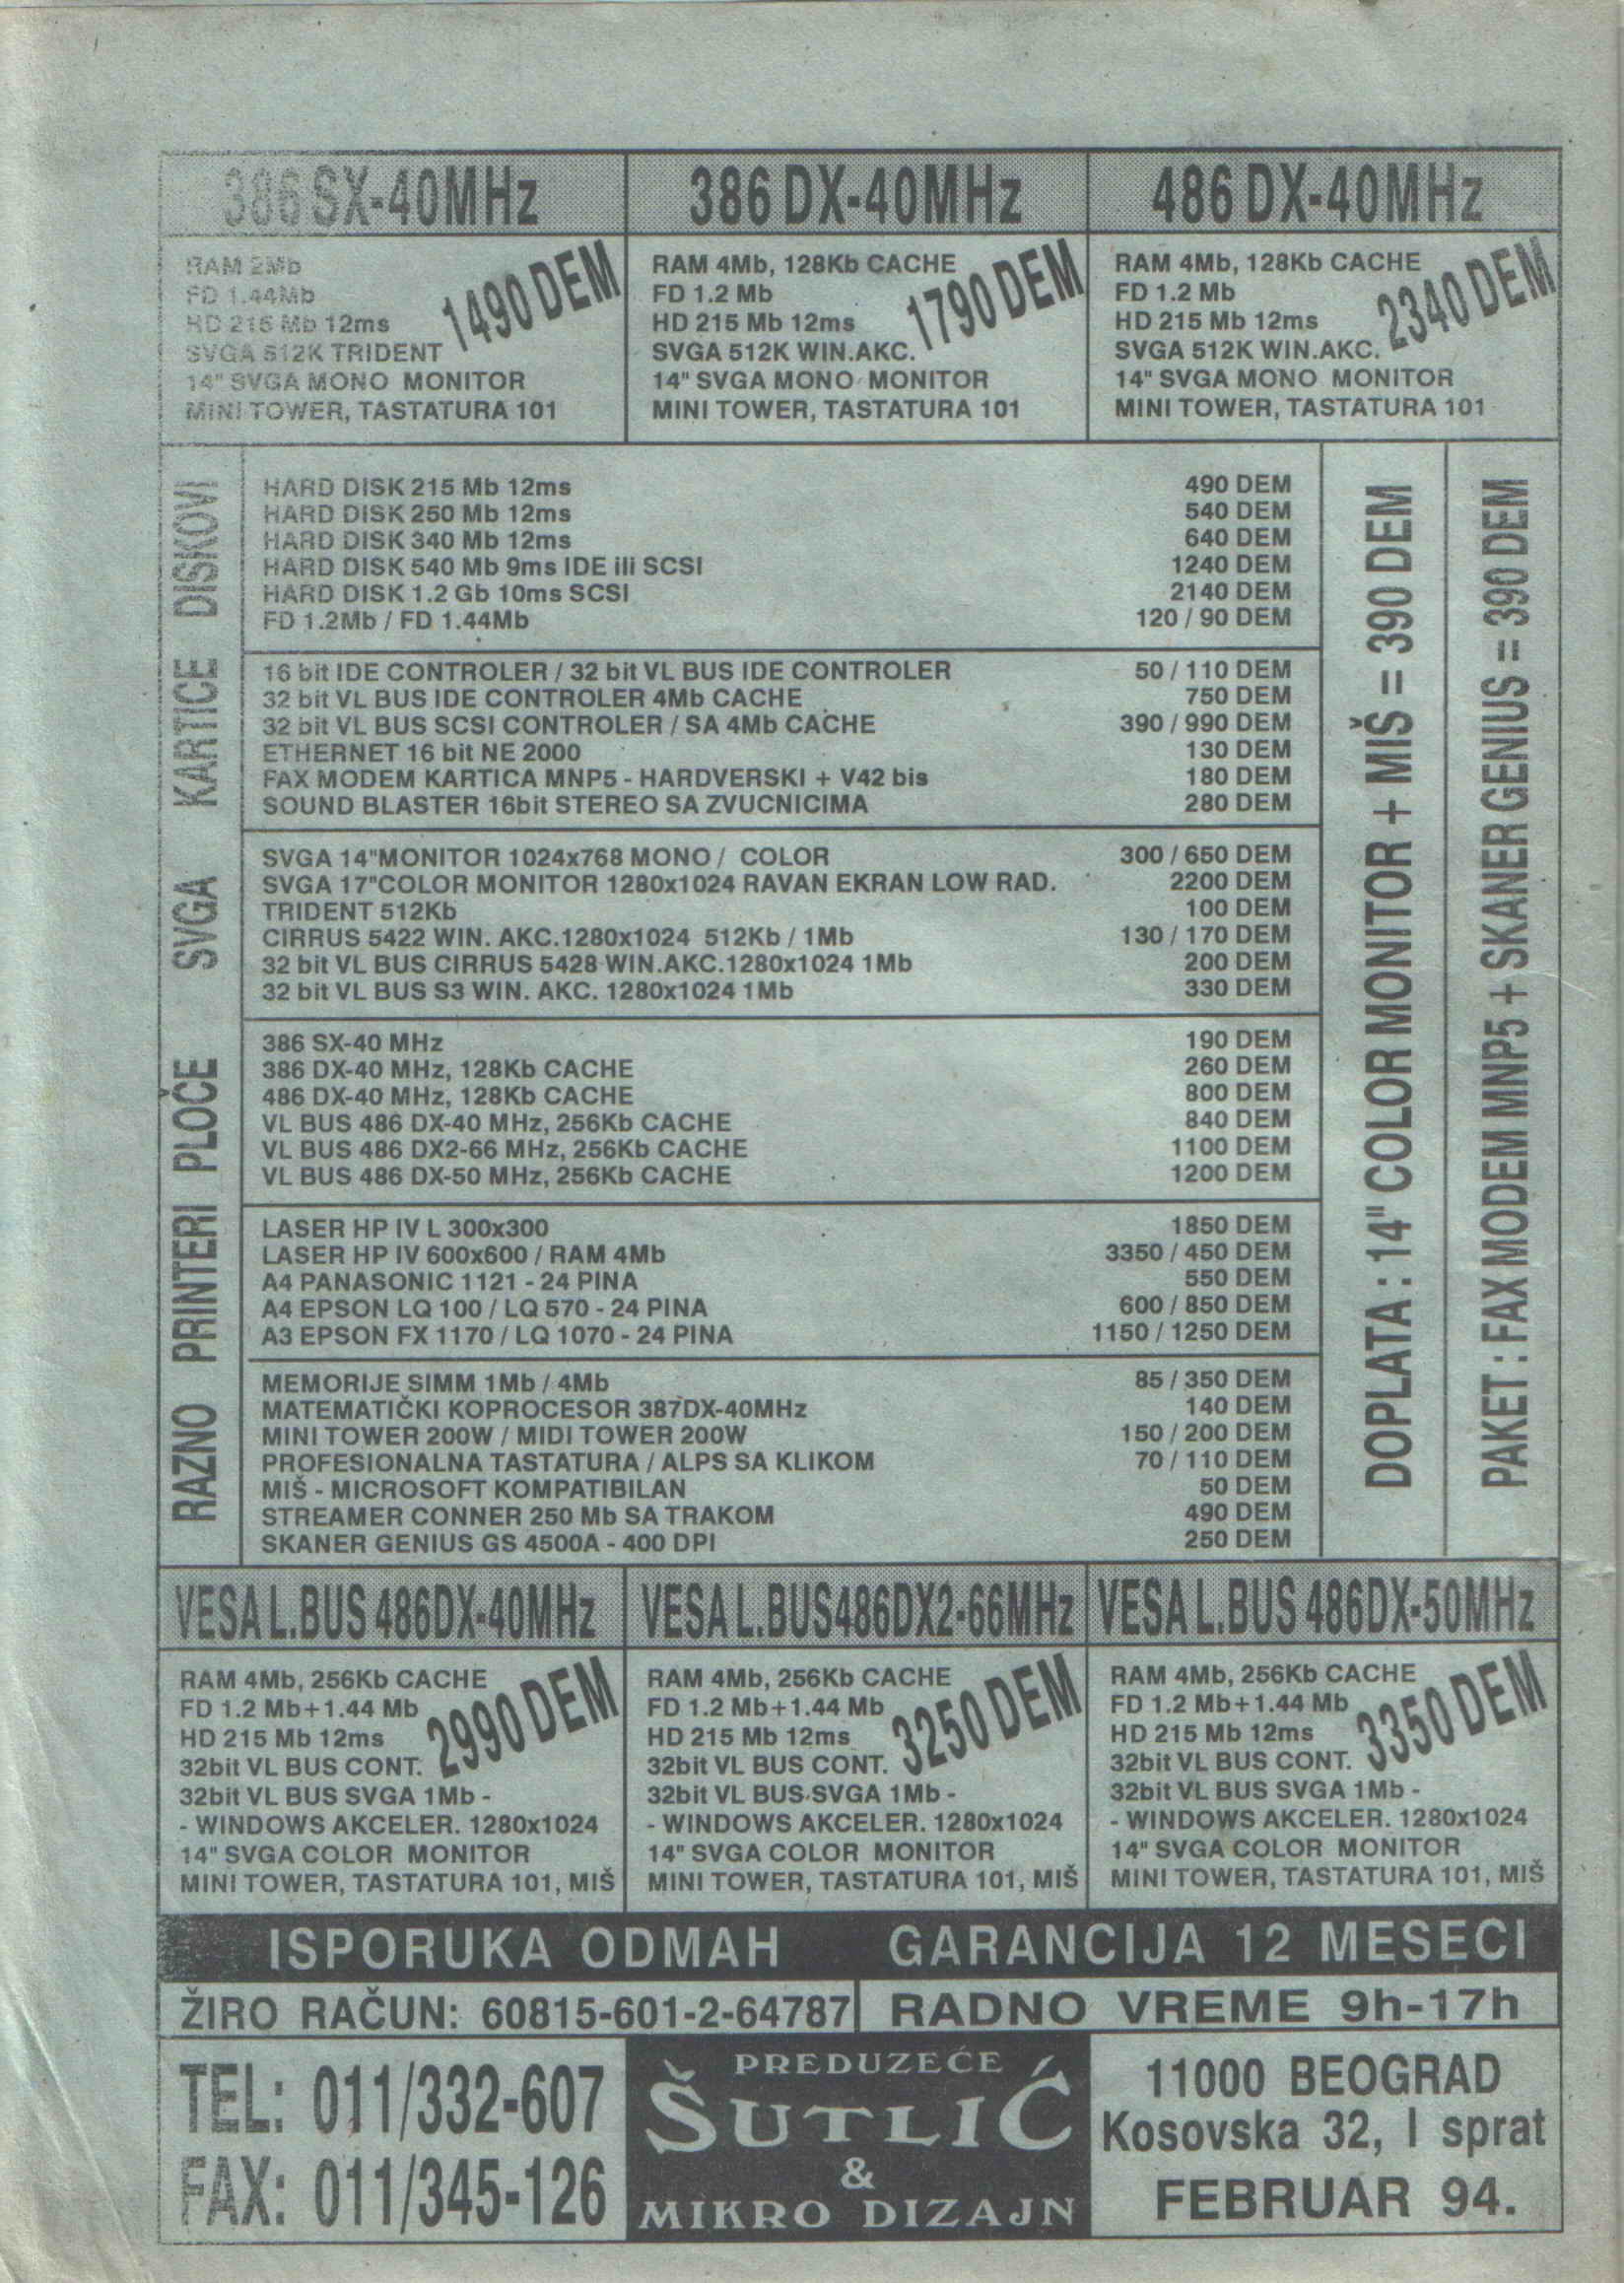 386 SX-40MHz
RAM 2Mb
FD 1.44Mb
HD 215 Mb 12ms
SVGA 512K TRIDENT
14" SVGA MONO MONITOR
MINI TOWER, TASTATURA 101
1490 DEM
386 DX-40MHz
RAM 4Mb, 128Kb CACHE
FD 1.2 Mb
HD 215 Mb 12ms
SVGA 512K WIN.AKC.
14" SVGA MONO MONITOR
MINI TOWER, TASTATURA 101
1790 DEM
486 DX-40MHz
RAM 4Mb, 128Kb CACHE
FD 1.2 Mb
HD 215 Mb 12ms
SVGA 512K WIN.AKC.
14" SVGA MONO MONITOR
MINI TOWER, TASTATURA 101
2340 DEM
DISKOVI
HARD DISK 215 Mb 12ms 490 DEM
HARD DISK 250 Mb 12ms 540 DEM
HARD DISK 340 Mb 12ms 640 DEM
HARD DISK 540 Mb 9ms IDE ili SCSI 1240 DEM
HARD DISK 1.2 Gb 10ms SCSI 2140 DEM
FD 1.2Mb / FD 1.44Mb 120 / 90 DEM
KARTICE
16 bit IDE CONTROLER / 32 bit VL BUS IDE CONTROLER 50 / 110 DEM
32 bit VL BUS IDE CONTROLER 4Mb CACHE 750 DEM
32 bit VL BUS SCSI CONTROLER / SA 4Mb CACHE 390 / 990 DEM
ETHERNET 16 bit NE 2000 130 DEM
FAX MODEM KARTICA MNP5 - HARDVERSKI + V42 bis 180 DEM
SOUND BLASTER 16bit STEREO SA ZVUCNICIMA 280 DEM
SVGA
SVGA 14"MONITOR 1024x768 MONO / COLOR 300 / 650 DEM
SVGA 17"COLOR MONITOR 1280x1024 RAVAN EKRAN LOW RAD. 2200 DEM
TRIDENT 512Kb 100 DEM
CIRRUS 5422 WIN. AKC.1280x1024 512Kb / 1Mb 130 / 170 DEM
32 bit VL BUS CIRRUS 5428 WIN.AKC.1280x1024 1Mb 200 DEM
32 bit VL BUS S3 WIN. AKC. 1280x1024 1Mb 330 DEM
PLOČE
386 SX-40 MHz 190 DEM
386 DX-40 MHz, 128Kb CACHE 260 DEM
486 DX-40 MHz, 128Kb CACHE 800 DEM
VL BUS 486 DX-40 MHz, 256Kb CACHE 840 DEM
VL BUS 486 DX2-66 MHz, 256Kb CACHE 1100 DEM
VL BUS 486 DX-50 MHz, 256Kb CACHE 1200 DEM
PRINTERI
LASER HP IV L 300x300 1850 DEM
LASER HP IV 600x600 / RAM 4Mb 3350 / 450 DEM
A4 PANASONIC 1121 - 24 PINA 550 DEM
A4 EPSON LQ 100 / LQ 570 - 24 PINA 600 / 850 DEM
A3 EPSON FX 1170 / LQ 1070 - 24 PINA 1150 / 1250 DEM
RAZNO
MEMORIJE SIMM 1Mb / 4Mb 85 / 350 DEM
MATEMATIČKI KOPROCESOR 387DX-40MHz 140 DEM
MINI TOWER 200W / MIDI TOWER 200W 150 / 200 DEM
PROFESIONALNA TASTATURA / ALPS SA KLIKOM 70 / 110 DEM
MIŠ - MICROSOFT KOMPATIBILAN 50 DEM
STREAMER CONNER 250 Mb SA TRAKOM 490 DEM
SKANER GENIUS GS 4500A - 400 DPI 250 DEM
DOPLATA : 14" COLOR MONITOR + MIŠ = 390 DEM
PAKET : FAX MODEM MNP5 + SKANER GENIUS = 390 DEM
VESA L.BUS 486DX-40MHz
RAM 4Mb, 256Kb CACHE
FD 1.2 Mb+1.44 Mb
HD 215 Mb 12ms
32bit VL BUS CONT.
32bit VL BUS SVGA 1Mb -
- WINDOWS AKCELER. 1280x1024
14" SVGA COLOR MONITOR
MINI TOWER, TASTATURA 101, MIŠ
2990 DEM
VESA L.BUS486DX2-66MHz
RAM 4Mb, 256Kb CACHE
FD 1.2 Mb+1.44 Mb
HD 215 Mb 12ms
32bit VL BUS CONT.
32bit VL BUS SVGA 1Mb -
- WINDOWS AKCELER. 1280x1024
14" SVGA COLOR MONITOR
MINI TOWER, TASTATURA 101, MIŠ
3250 DEM
VESA L.BUS 486DX-50MHz
RAM 4Mb, 256Kb CACHE
FD 1.2 Mb+1.44 Mb
HD 215 Mb 12ms
32bit VL BUS CONT.
32bit VL BUS SVGA 1Mb -
- WINDOWS AKCELER. 1280x1024
14" SVGA COLOR MONITOR
MINI TOWER, TASTATURA 101, MIŠ
3350 DEM
ISPORUKA ODMAH GARANCIJA 12 MESECI
ŽIRO RAČUN: 60815-601-2-64787
RADNO VREME 9h-17h
TEL: 011/332-607
FAX: 011/345-126
PREDUZEĆE
ŠUTLIĆ
&
MIKRO DIZAJN
11000 BEOGRAD
Kosovska 32, I sprat
FEBRUAR 94.